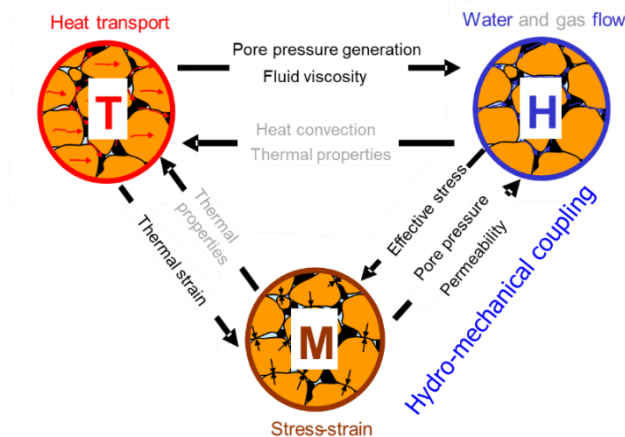 Heat transport
Water and gas flow
Pore pressure generation
Fluid viscosity
T
H
Heat convection
Thermal properties
Thermal strain
Thermal
properties
Effective stress
Pore pressure
Permeability
Hydro-mechanical coupling
M
Stress-strain